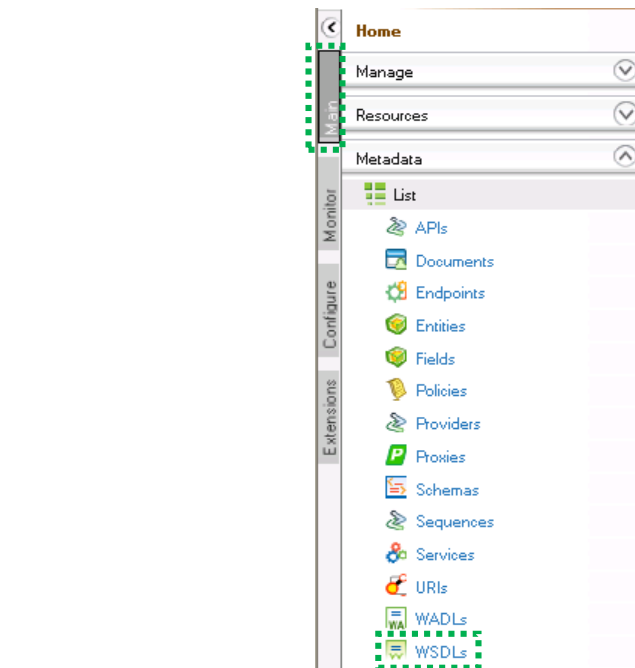 Home
Manage
Resources
Metadata
List
APIs
Documents
Endpoints
Entities
Fields
Policies
Providers
Proxies
Schemas
Sequences
Services
URIs
WADLs
WSDLs
Main
Monitor
Configure
Extensions
P
WA